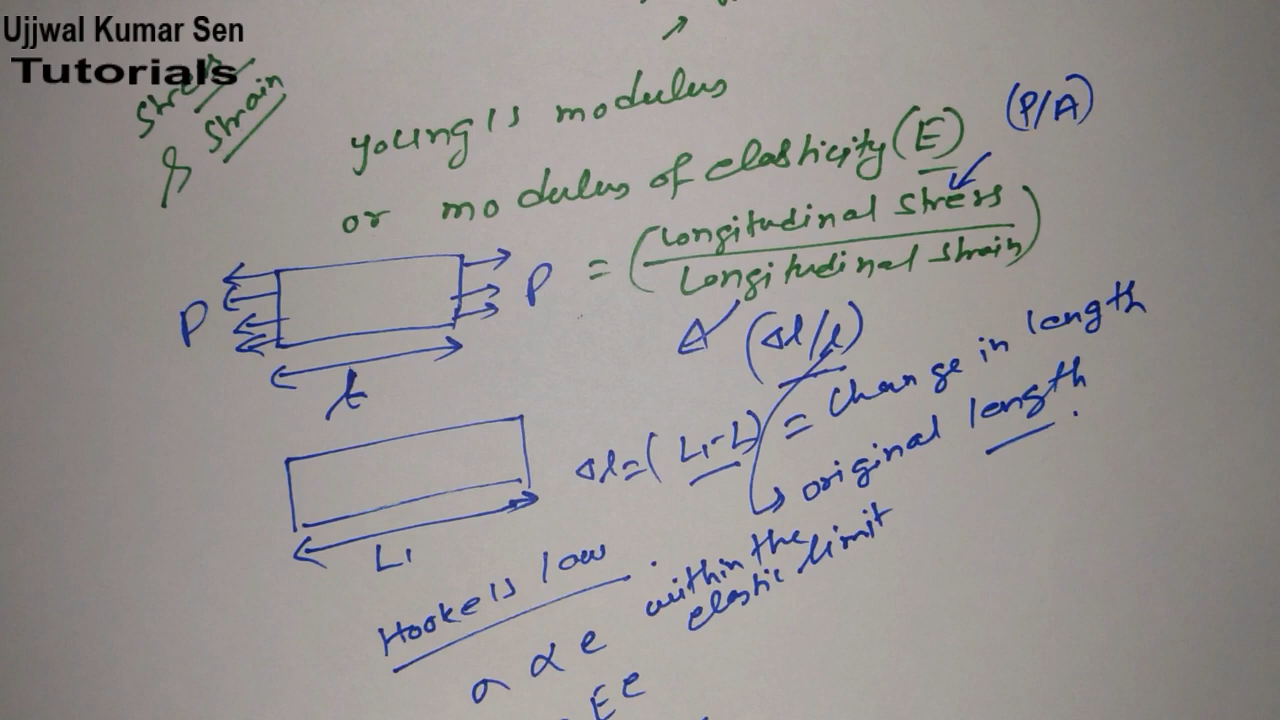 Ujjwal Kumar Sen
Tutorials
Stress
& Strain
young's modulus
or modulus of elasticity (E)
(P/A)
= (Longitudinal stress
Longitudinal strain)
P
P
L
(Δl/l)
Δl = (L1-L) = Change in length
original length
L1
Hooke's law
within the
elastic limit
σ α e
Ee